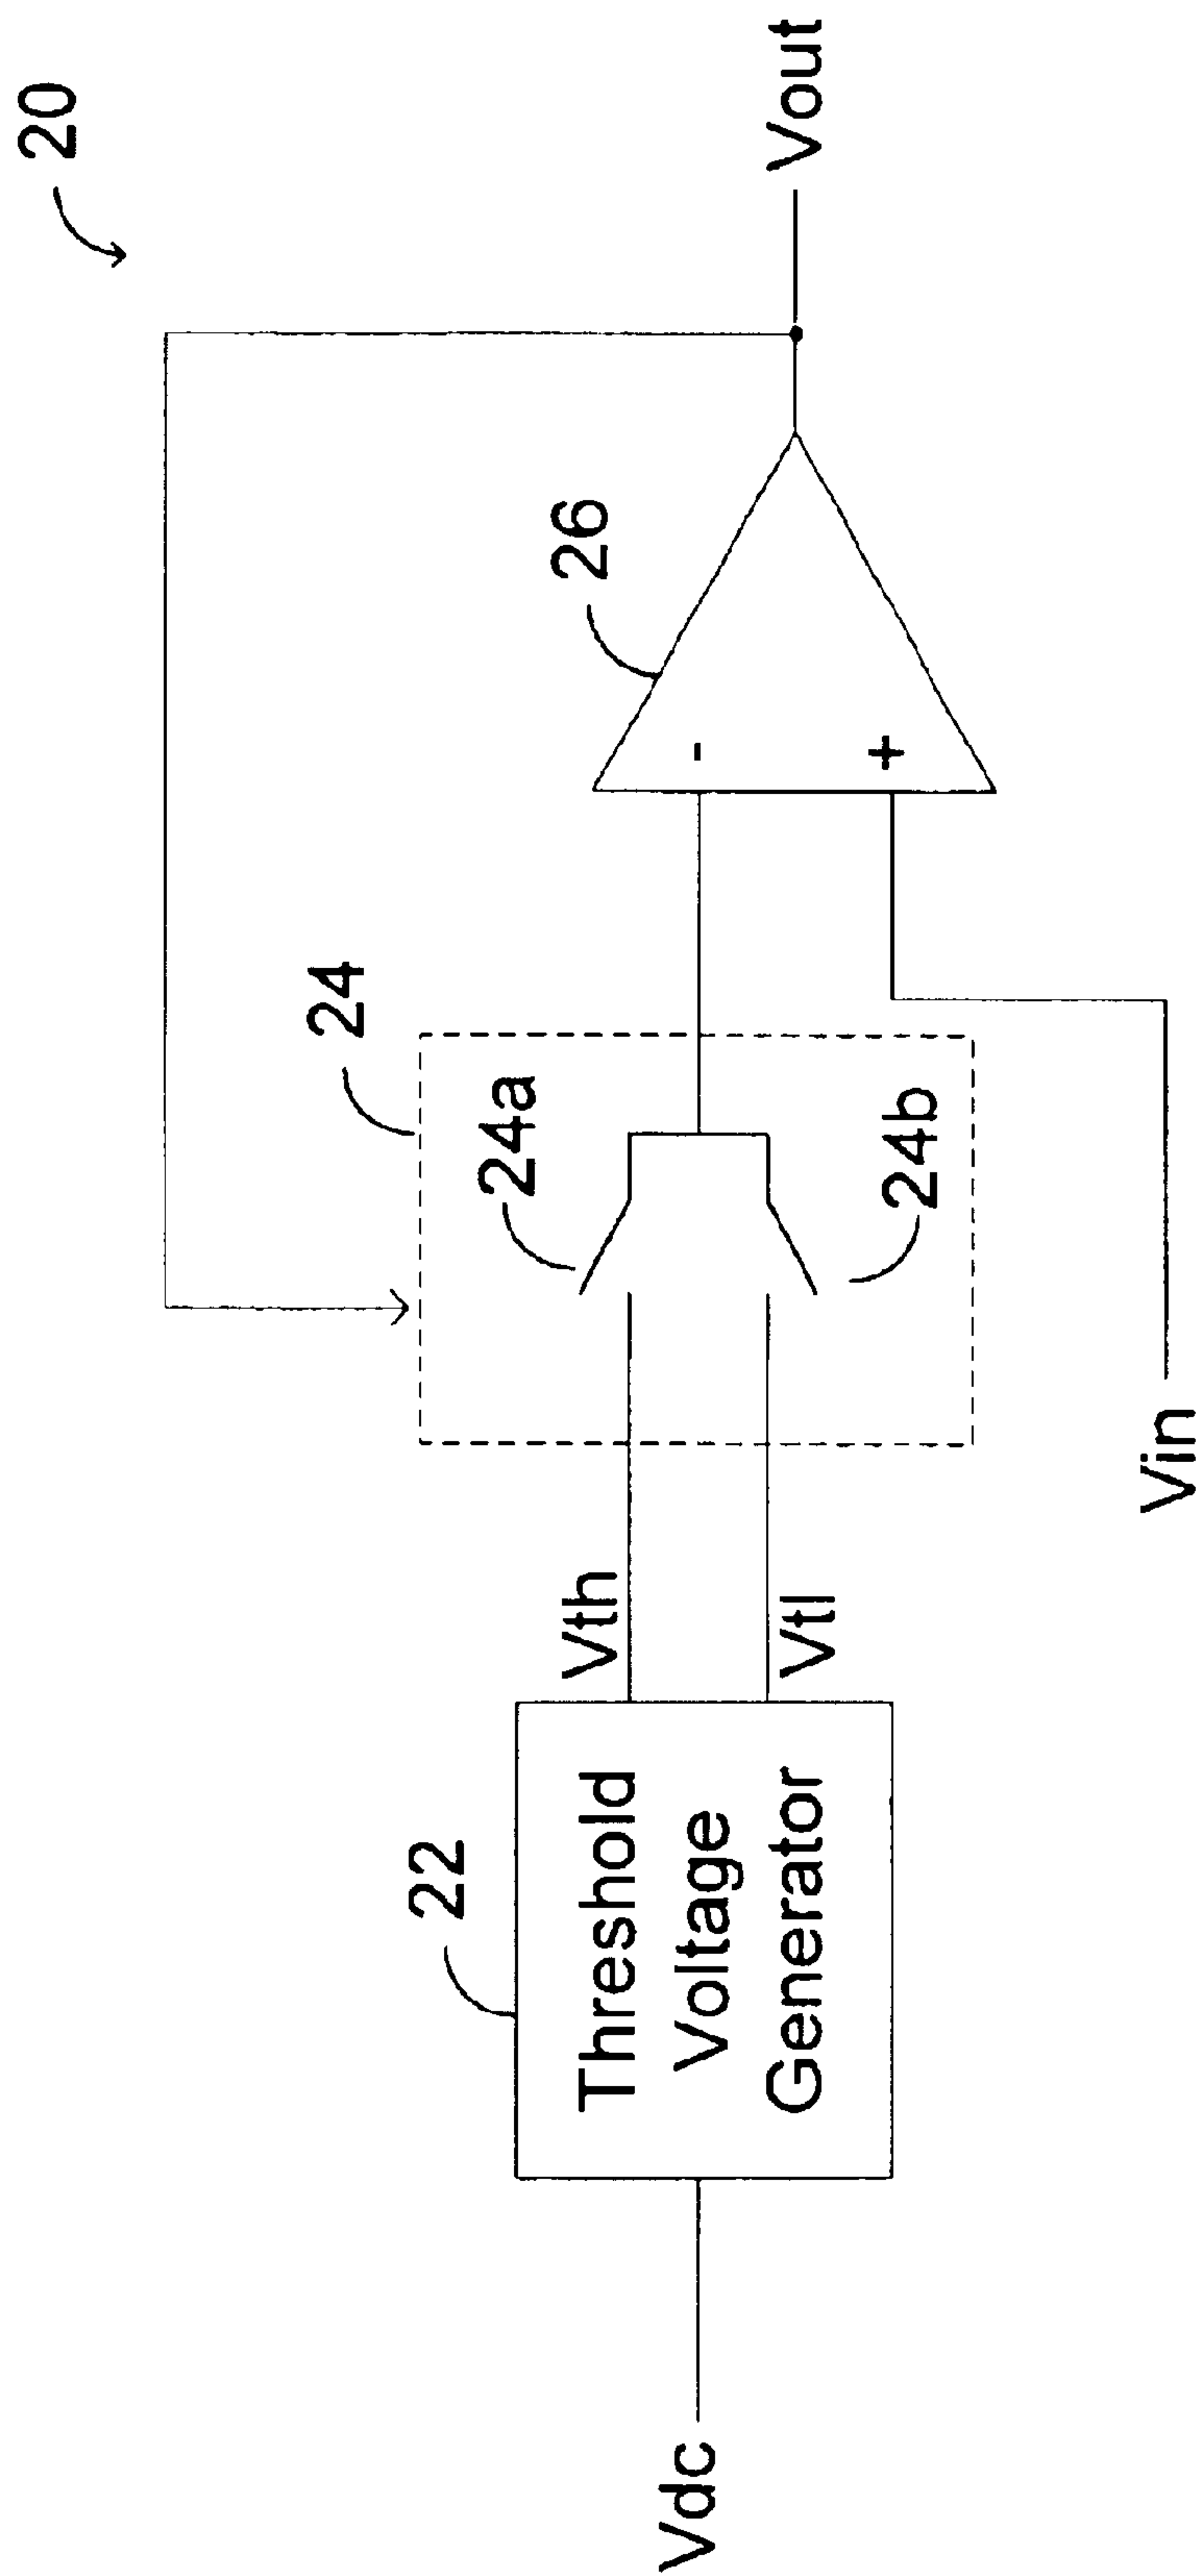 20
24
26
24a
22
Vth
Vtl
Threshold
Voltage
Generator
-
+
24b
Vdc
Vin
Vout